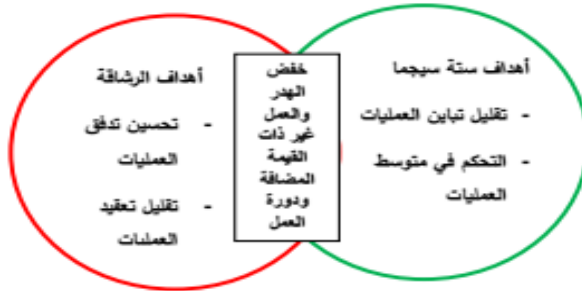 أهداف ستة سيجما
- تقليل تباين العمليات
- التحكم في متوسط
العمليات
خفض
الهدر
والعمل
غير ذات
القيمة
المضافة
ودورة
العمل
أهداف الرشاقة
- تحسين تدفق
العمليات
- تقليل تعقيد
العمليات